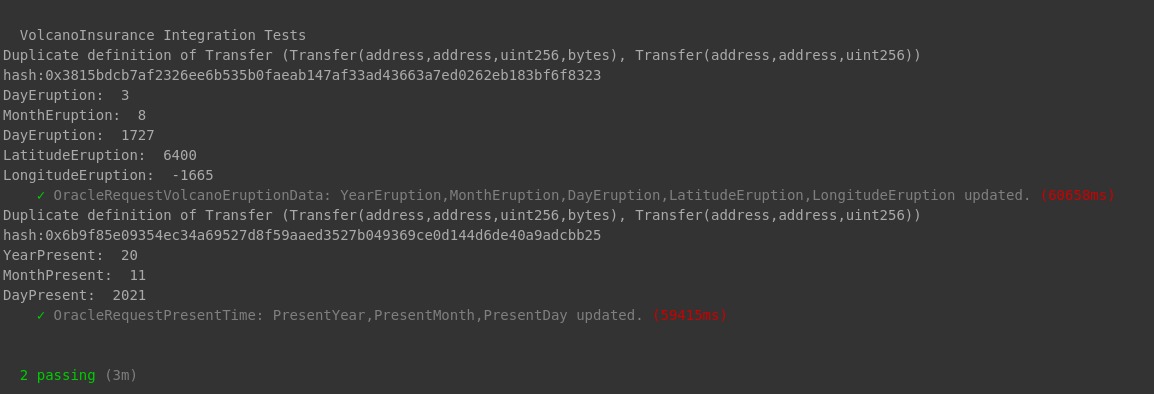 VolcanoInsurance Integration Tests
Duplicate definition of Transfer (Transfer(address,address,uint256,bytes), Transfer(address,address,uint256))
hash:0x3815bdcb7af2326ee6b535b0faeab147af33ad43663a7ed0262eb183bf6f8323
DayEruption:  3
MonthEruption:  8
DayEruption:  1727
LatitudeEruption:  6400
LongitudeEruption:  -1665
✓ OracleRequestVolcanoEruptionData: YearEruption,MonthEruption,DayEruption,LatitudeEruption,LongitudeEruption updated. (68658ms)
Duplicate definition of Transfer (Transfer(address,address,uint256,bytes), Transfer(address,address,uint256))
hash:0x6b9f85e09354ec34a69527d8f59aaed3527b049369ce0d144d6de40a9adcbb25
YearPresent:  20
MonthPresent:  11
DayPresent:  2021
✓ OracleRequestPresentTime: PresentYear,PresentMonth,PresentDay updated. (59415ms)
2 passing (3m)